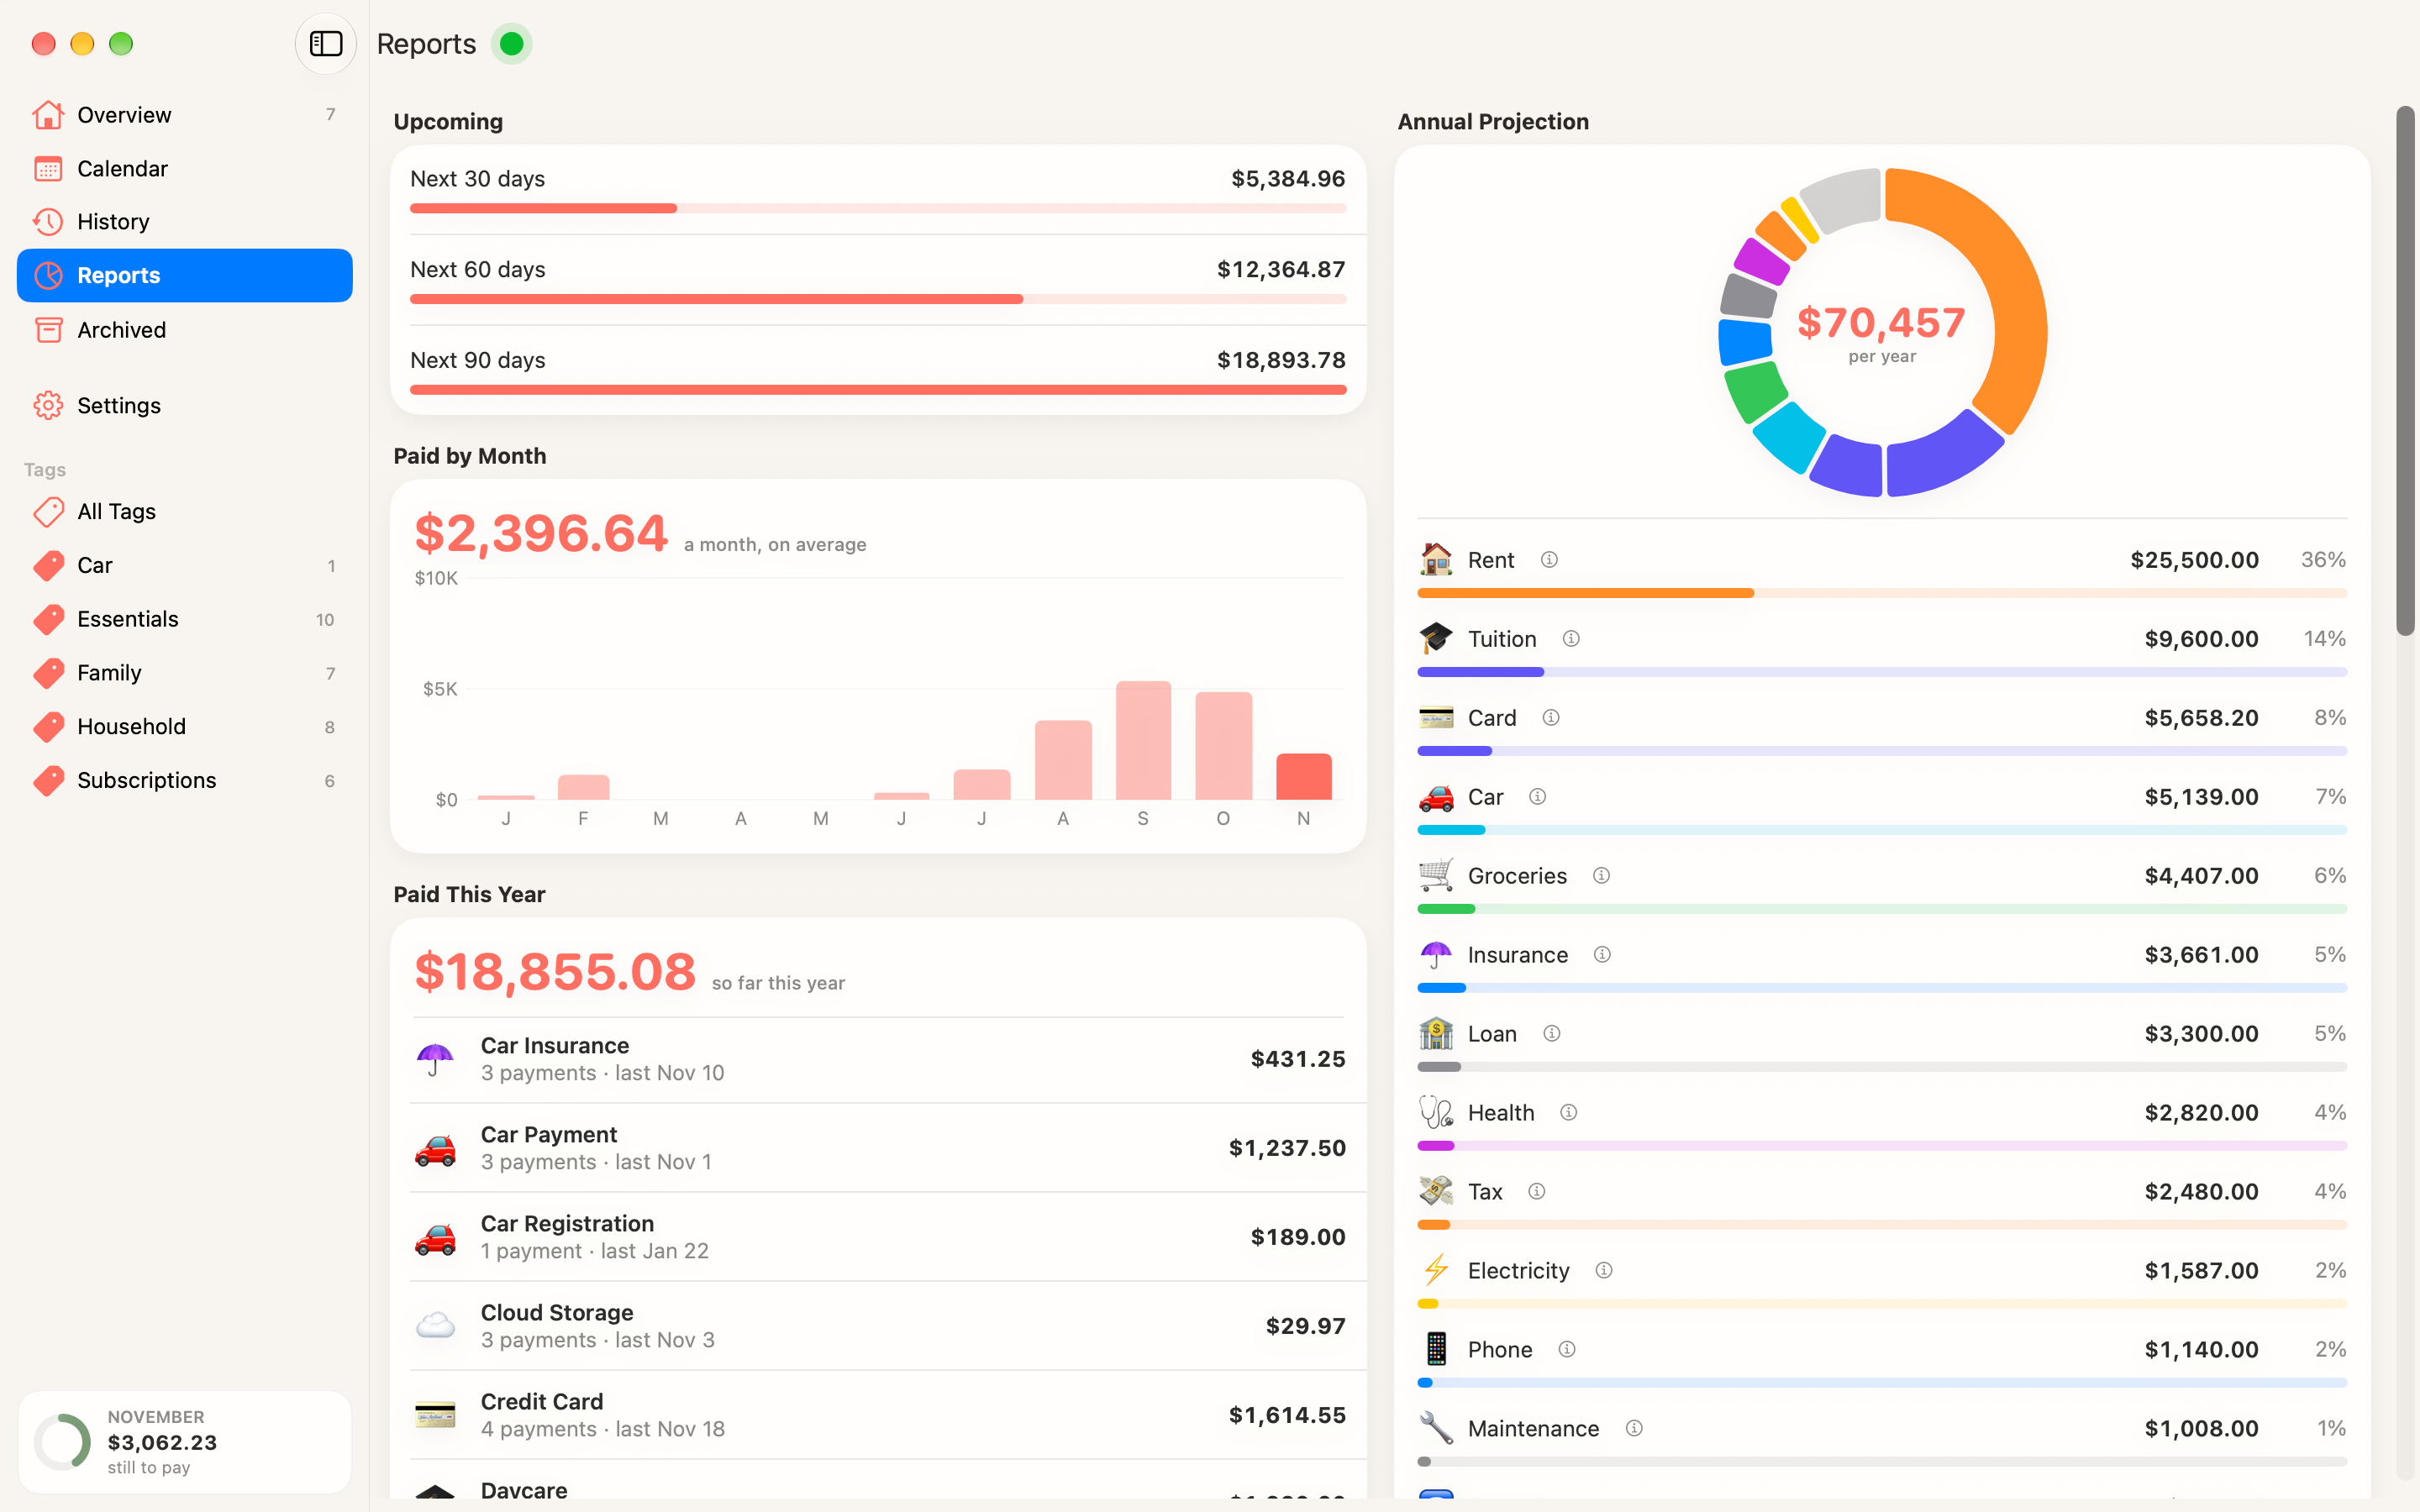 Reports
Overview 7
Calendar
History
Reports
Archived
Settings
Tags
All Tags
Car 1
Essentials 10
Family 7
Household 8
Subscriptions 6
NOVEMBER
$3,062.23
still to pay
Upcoming
Next 30 days $5,384.96
Next 60 days $12,364.87
Next 90 days $18,893.78
Paid by Month
$2,396.64 a month, on average
$10K
$5K
$0
J F M A M J J A S O N
Paid This Year
$18,855.08 so far this year
Car Insurance
3 payments · last Nov 10
$431.25
Car Payment
3 payments · last Nov 1
$1,237.50
Car Registration
1 payment · last Jan 22
$189.00
Cloud Storage
3 payments · last Nov 3
$29.97
Credit Card
4 payments · last Nov 18
$1,614.55
Daycare
Annual Projection
$70,457
per year
Rent $25,500.00 36%
Tuition $9,600.00 14%
Card $5,658.20 8%
Car $5,139.00 7%
Groceries $4,407.00 6%
Insurance $3,661.00 5%
Loan $3,300.00 5%
Health $2,820.00 4%
Tax $2,480.00 4%
Electricity $1,587.00 2%
Phone $1,140.00 2%
Maintenance $1,008.00 1%